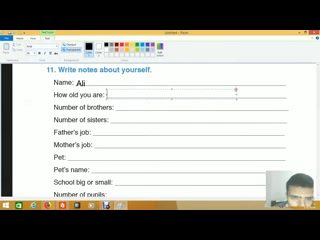 11. Write notes about yourself.
Name: Ali
How old you are:
Number of brothers:
Number of sisters:
Father's job:
Mother's job:
Pet:
Pet's name:
School big or small:
Number of pupils: